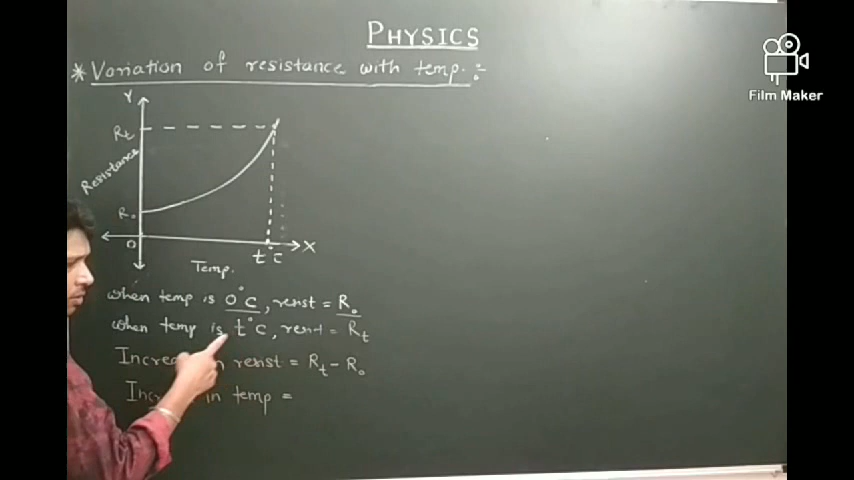 PHYSICS
* Variation of resistance with temp. :-
Film Maker
Y
Rt
Resistance
R₀
0
t°c
X
Temp.
when temp is 0°c, resist = R₀
when temp is t°c, resist = Rt
in resist = Rt - R₀
in temp =